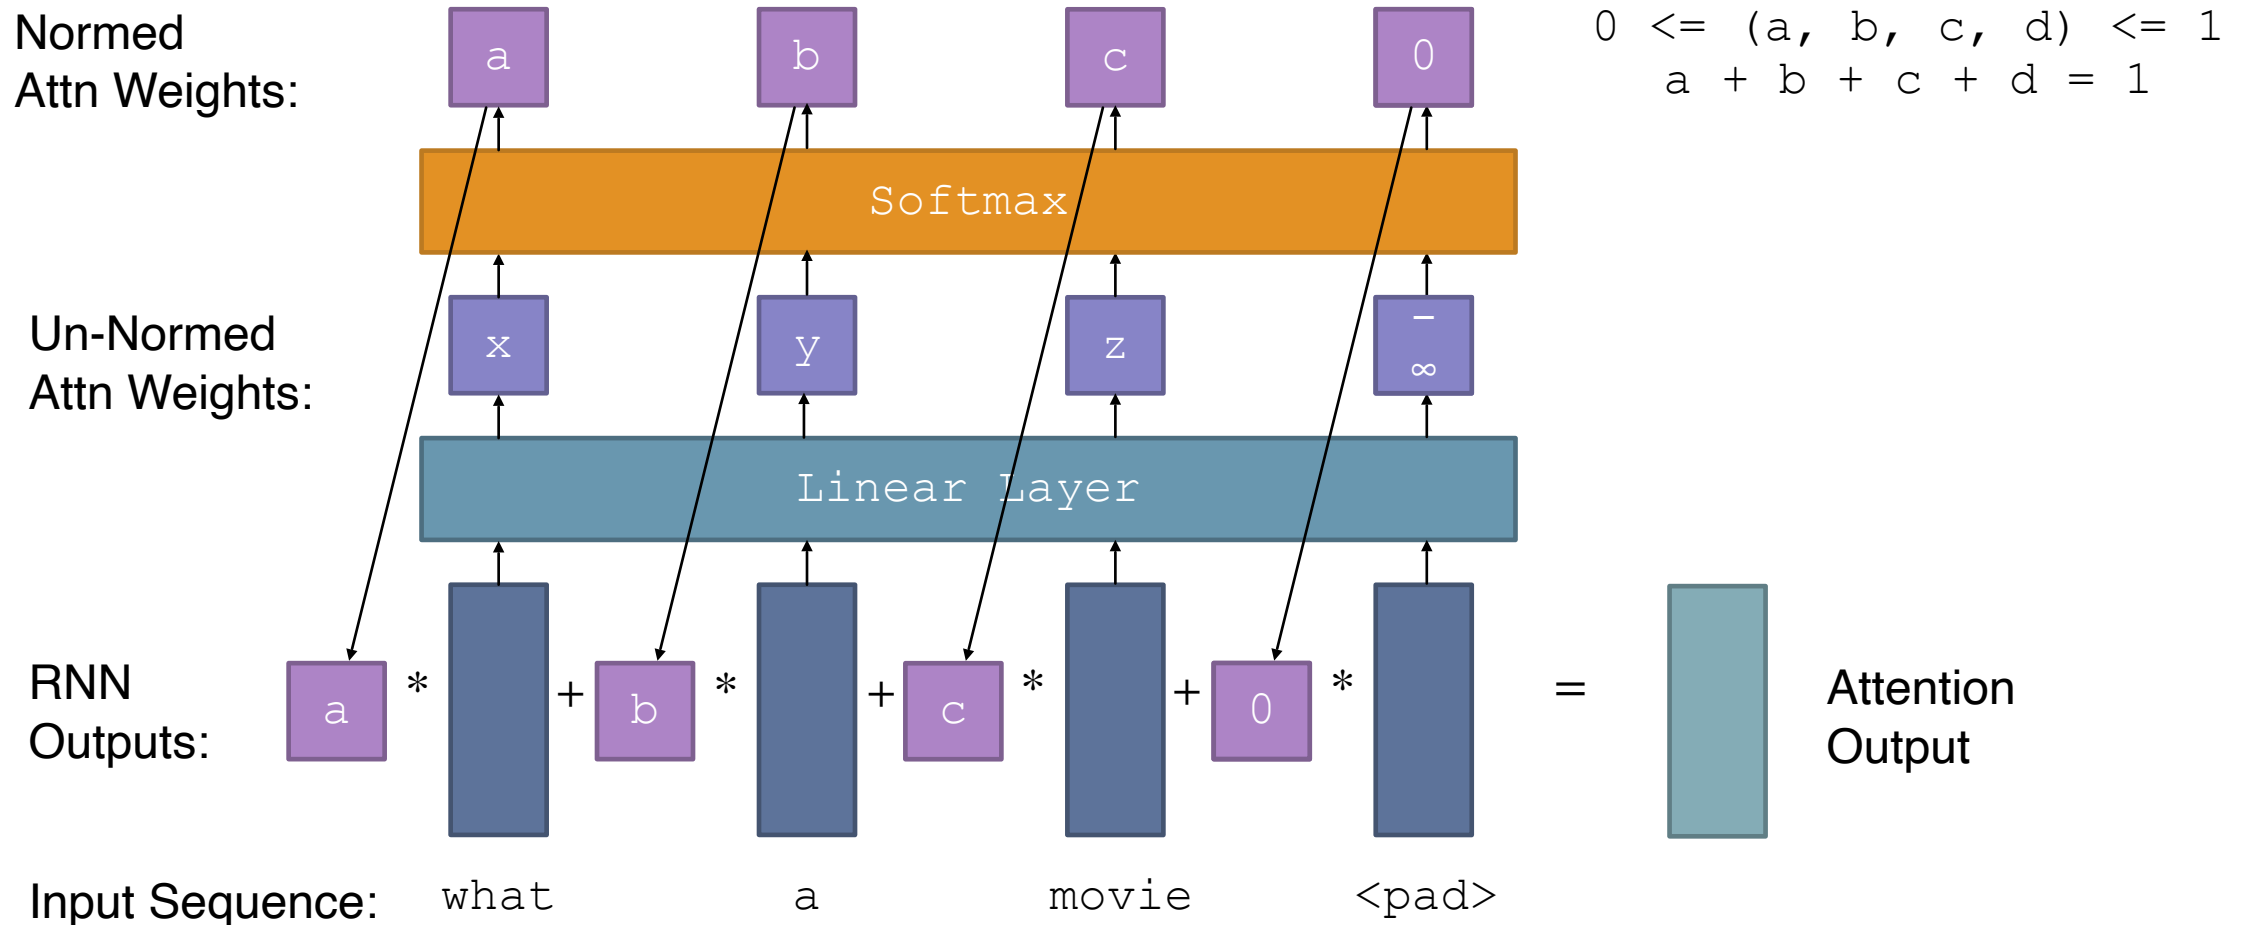 Normed
Attn Weights:
a b c 0
0 <= (a, b, c, d) <= 1
a + b + c + d = 1
Softmax
Un-Normed
Attn Weights:
x y z -
∞
Linear Layer
RNN
Outputs:
a * + b * + c * + 0 * =
Attention
Output
Input Sequence: what a movie <pad>